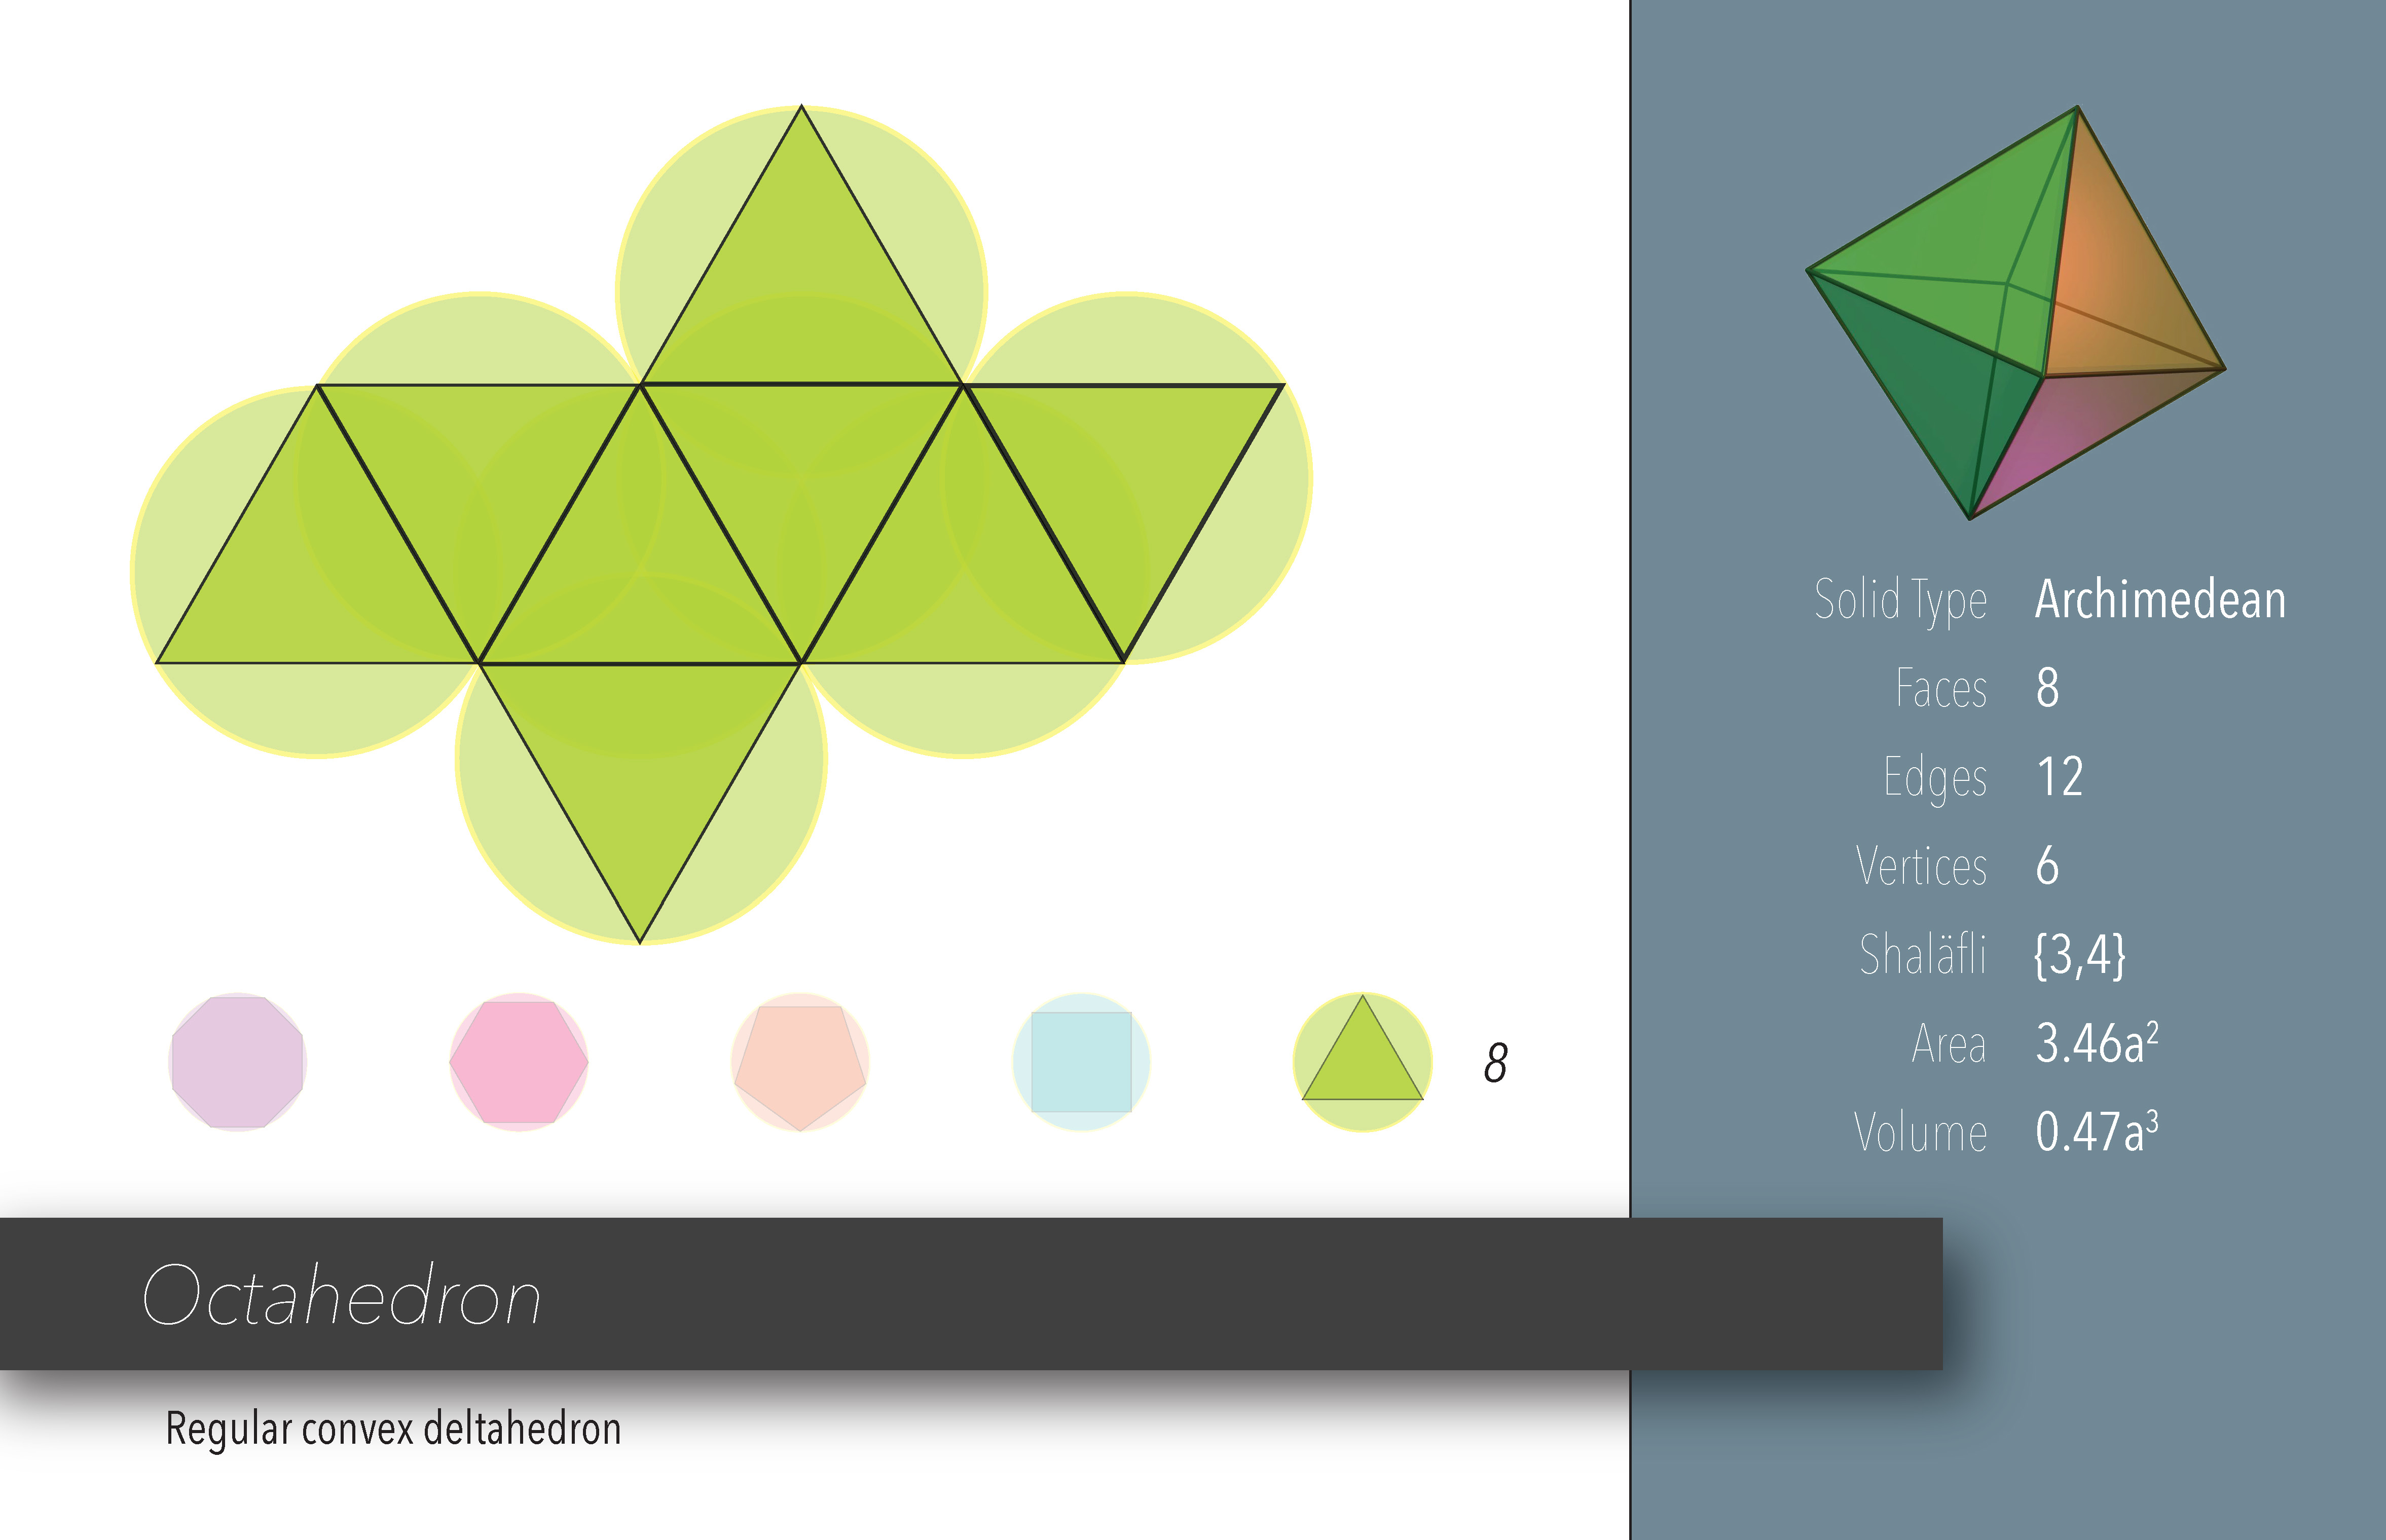 Solid Type Archimedean
Faces 8
Edges 12
Vertices 6
Shaläfli {3,4}
Area 3.46a²
Volume 0.47a³
8
Octahedron
Regular convex deltahedron